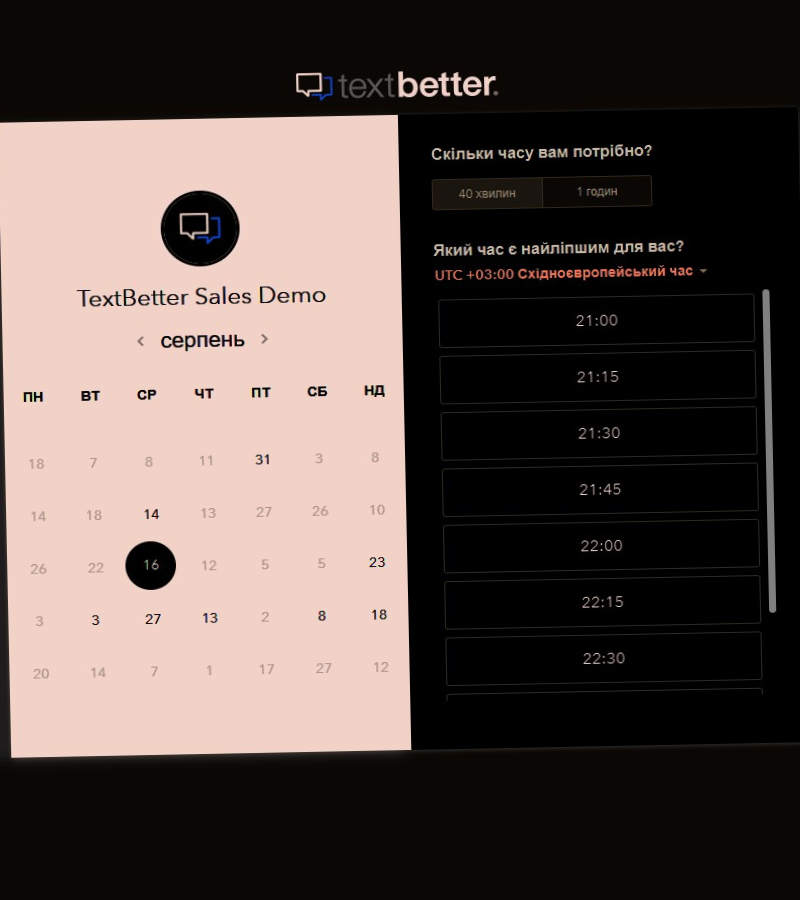 textbetter.
TextBetter Sales Demo
серпень
ПН ВТ СР ЧТ ПТ СБ НД
18 7 8 11 31 3 8
14 18 14 13 27 26 10
26 22 16 12 5 5 23
3 3 27 13 2 8 18
20 14 7 1 17 27 12
Скільки часу вам потрібно?
40 хвилин 1 годин
Який час є найліпшим для вас?
UTC +03:00 Східноєвропейський час
21:00
21:15
21:30
21:45
22:00
22:15
22:30